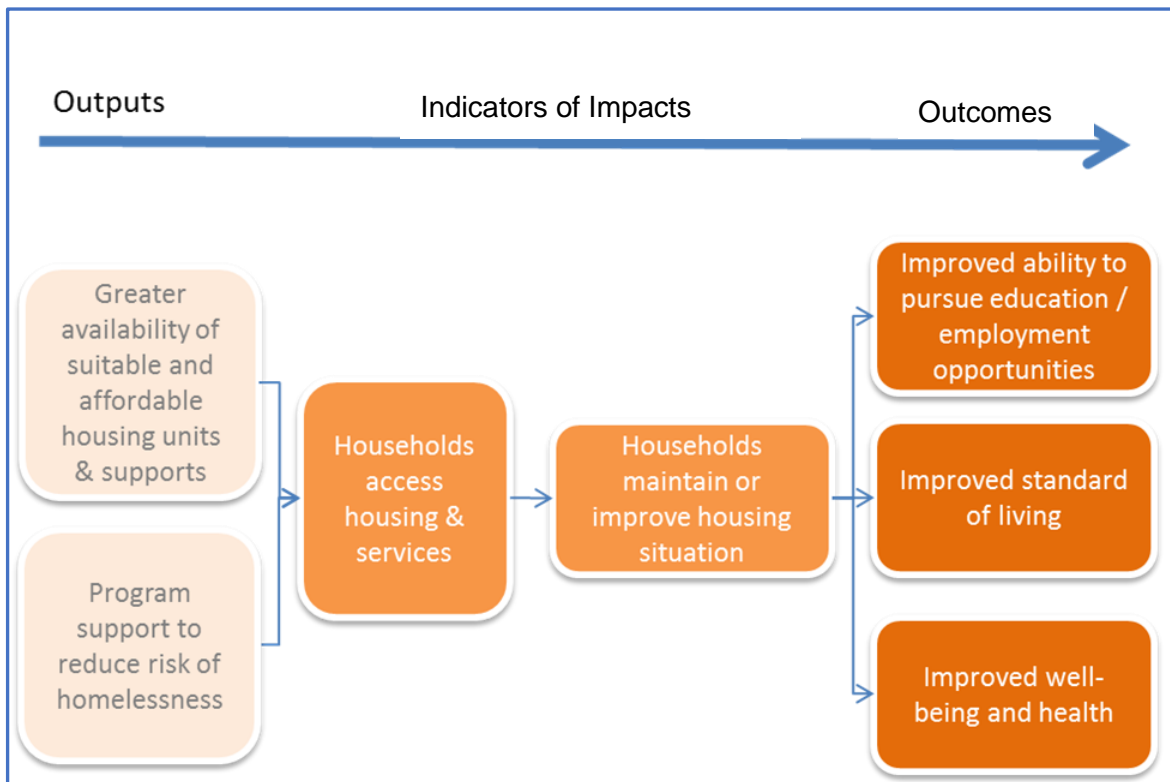 Outputs
Indicators of Impacts
Outcomes
Greater
availability of
suitable and
affordable
housing units
& supports
Program
support to
reduce risk of
homelessness
Households
access
housing &
services
Households
maintain or
improve housing
situation
Improved ability to
pursue education /
employment
opportunities
Improved standard
of living
Improved well-
being and health